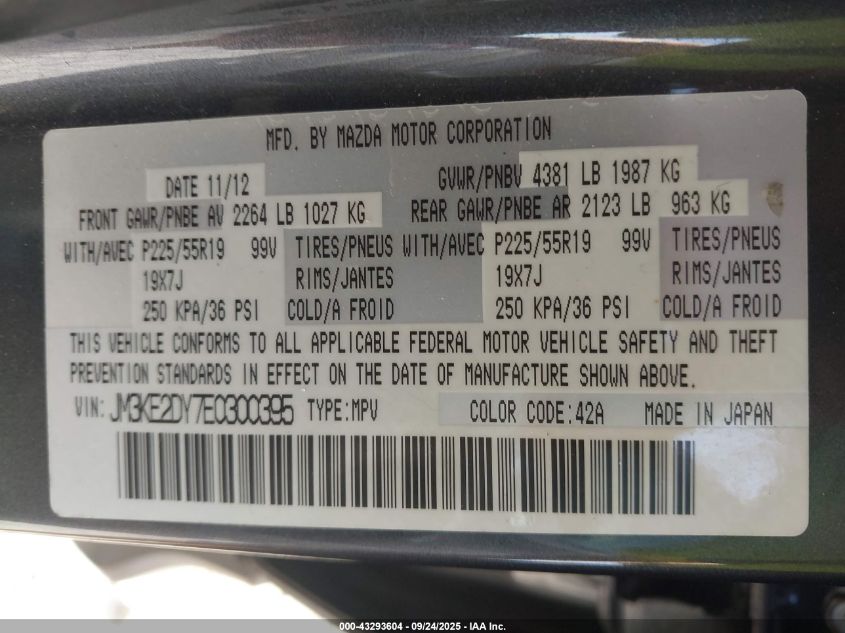 MFD. BY MAZDA MOTOR CORPORATION
DATE 11/12 GVWR/PNBV 4381 LB 1987 KG
FRONT GAWR/PNBE AV 2264 LB 1027 KG REAR GAWR/PNBE AR 2123 LB 963 KG
WITH/AVEC P225/55R19 99V TIRES/PNEUS WITH/AVEC P225/55R19 99V TIRES/PNEUS
19X7J RIMS/JANTES 19X7J RIMS/JANTES
250 KPA/36 PSI COLD/A FROID 250 KPA/36 PSI COLD/A FROID
THIS VEHICLE CONFORMS TO ALL APPLICABLE FEDERAL MOTOR VEHICLE SAFETY AND THEFT
PREVENTION STANDARDS IN EFFECT ON THE DATE OF MANUFACTURE SHOWN ABOVE.
VIN: JM3KE2DY7E0300395 TYPE:MPV COLOR CODE:42A MADE IN JAPAN
000-43293604 - 09/24/2025 - IAA Inc.